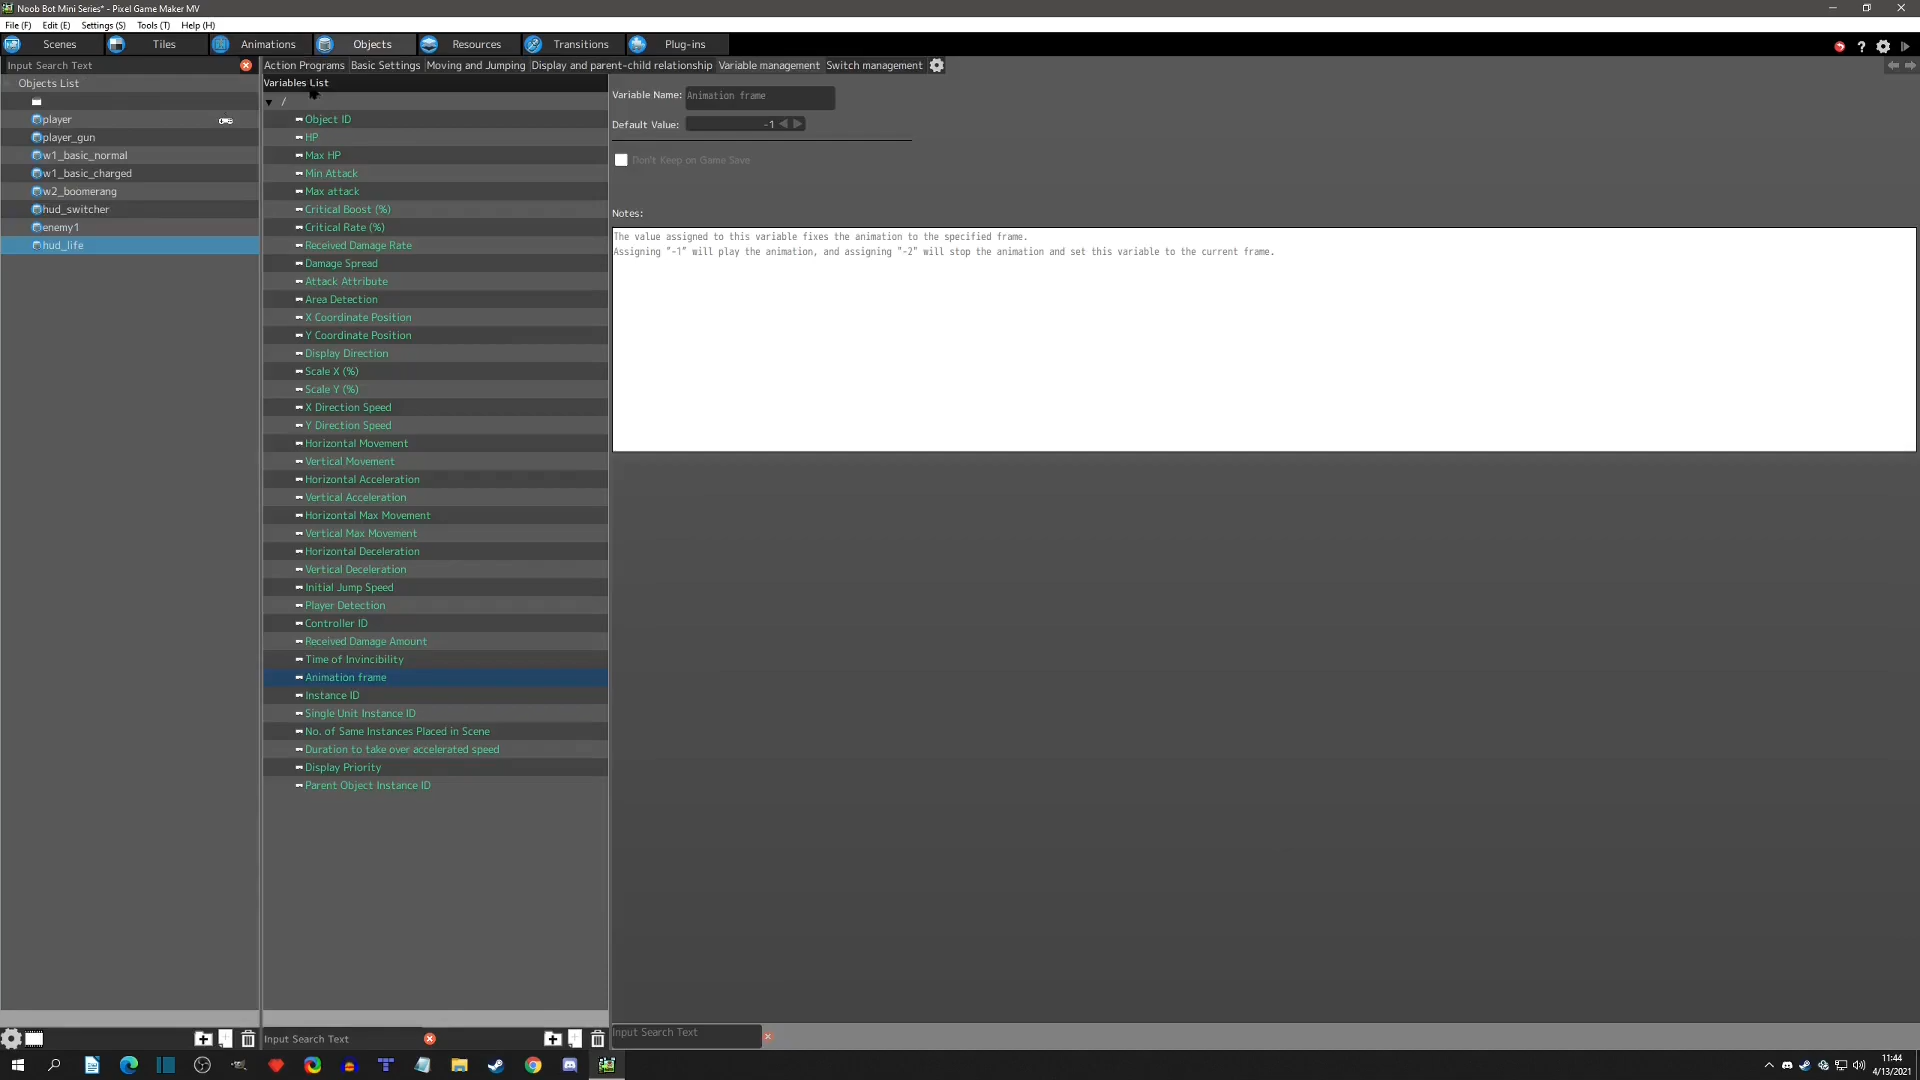 Noob Bot Mini Series* - Pixel Game Maker MV
File (F) Edit (E) Settings (S) Tools (T) Help (H)
Scenes Tiles Animations Objects Resources Transitions Plug-ins
Input Search Text
Action Programs Basic Settings Moving and Jumping Display and parent-child relationship Variable management Switch management
Objects List
player
player_gun
w1_basic_normal
w1_basic_charged
w2_boomerang
hud_switcher
enemy1
hud_life
Variables List
/
Object ID
HP
Max HP
Min Attack
Max attack
Critical Boost (%)
Critical Rate (%)
Received Damage Rate
Damage Spread
Attack Attribute
Area Detection
X Coordinate Position
Y Coordinate Position
Display Direction
Scale X (%)
Scale Y (%)
X Direction Speed
Y Direction Speed
Horizontal Movement
Vertical Movement
Horizontal Acceleration
Vertical Acceleration
Horizontal Max Movement
Vertical Max Movement
Horizontal Deceleration
Vertical Deceleration
Initial Jump Speed
Player Detection
Controller ID
Received Damage Amount
Time of Invincibility
Animation frame
Instance ID
Single Unit Instance ID
No. of Same Instances Placed in Scene
Duration to take over accelerated speed
Display Priority
Parent Object Instance ID
Variable Name: Animation frame
Default Value: -1
Don't Keep on Game Save
Notes:
The value assigned to this variable fixes the animation to the specified frame.
Assigning "-1" will play the animation, and assigning "-2" will stop the animation and set this variable to the current frame.
Input Search Text
Input Search Text
11:44
4/13/2021